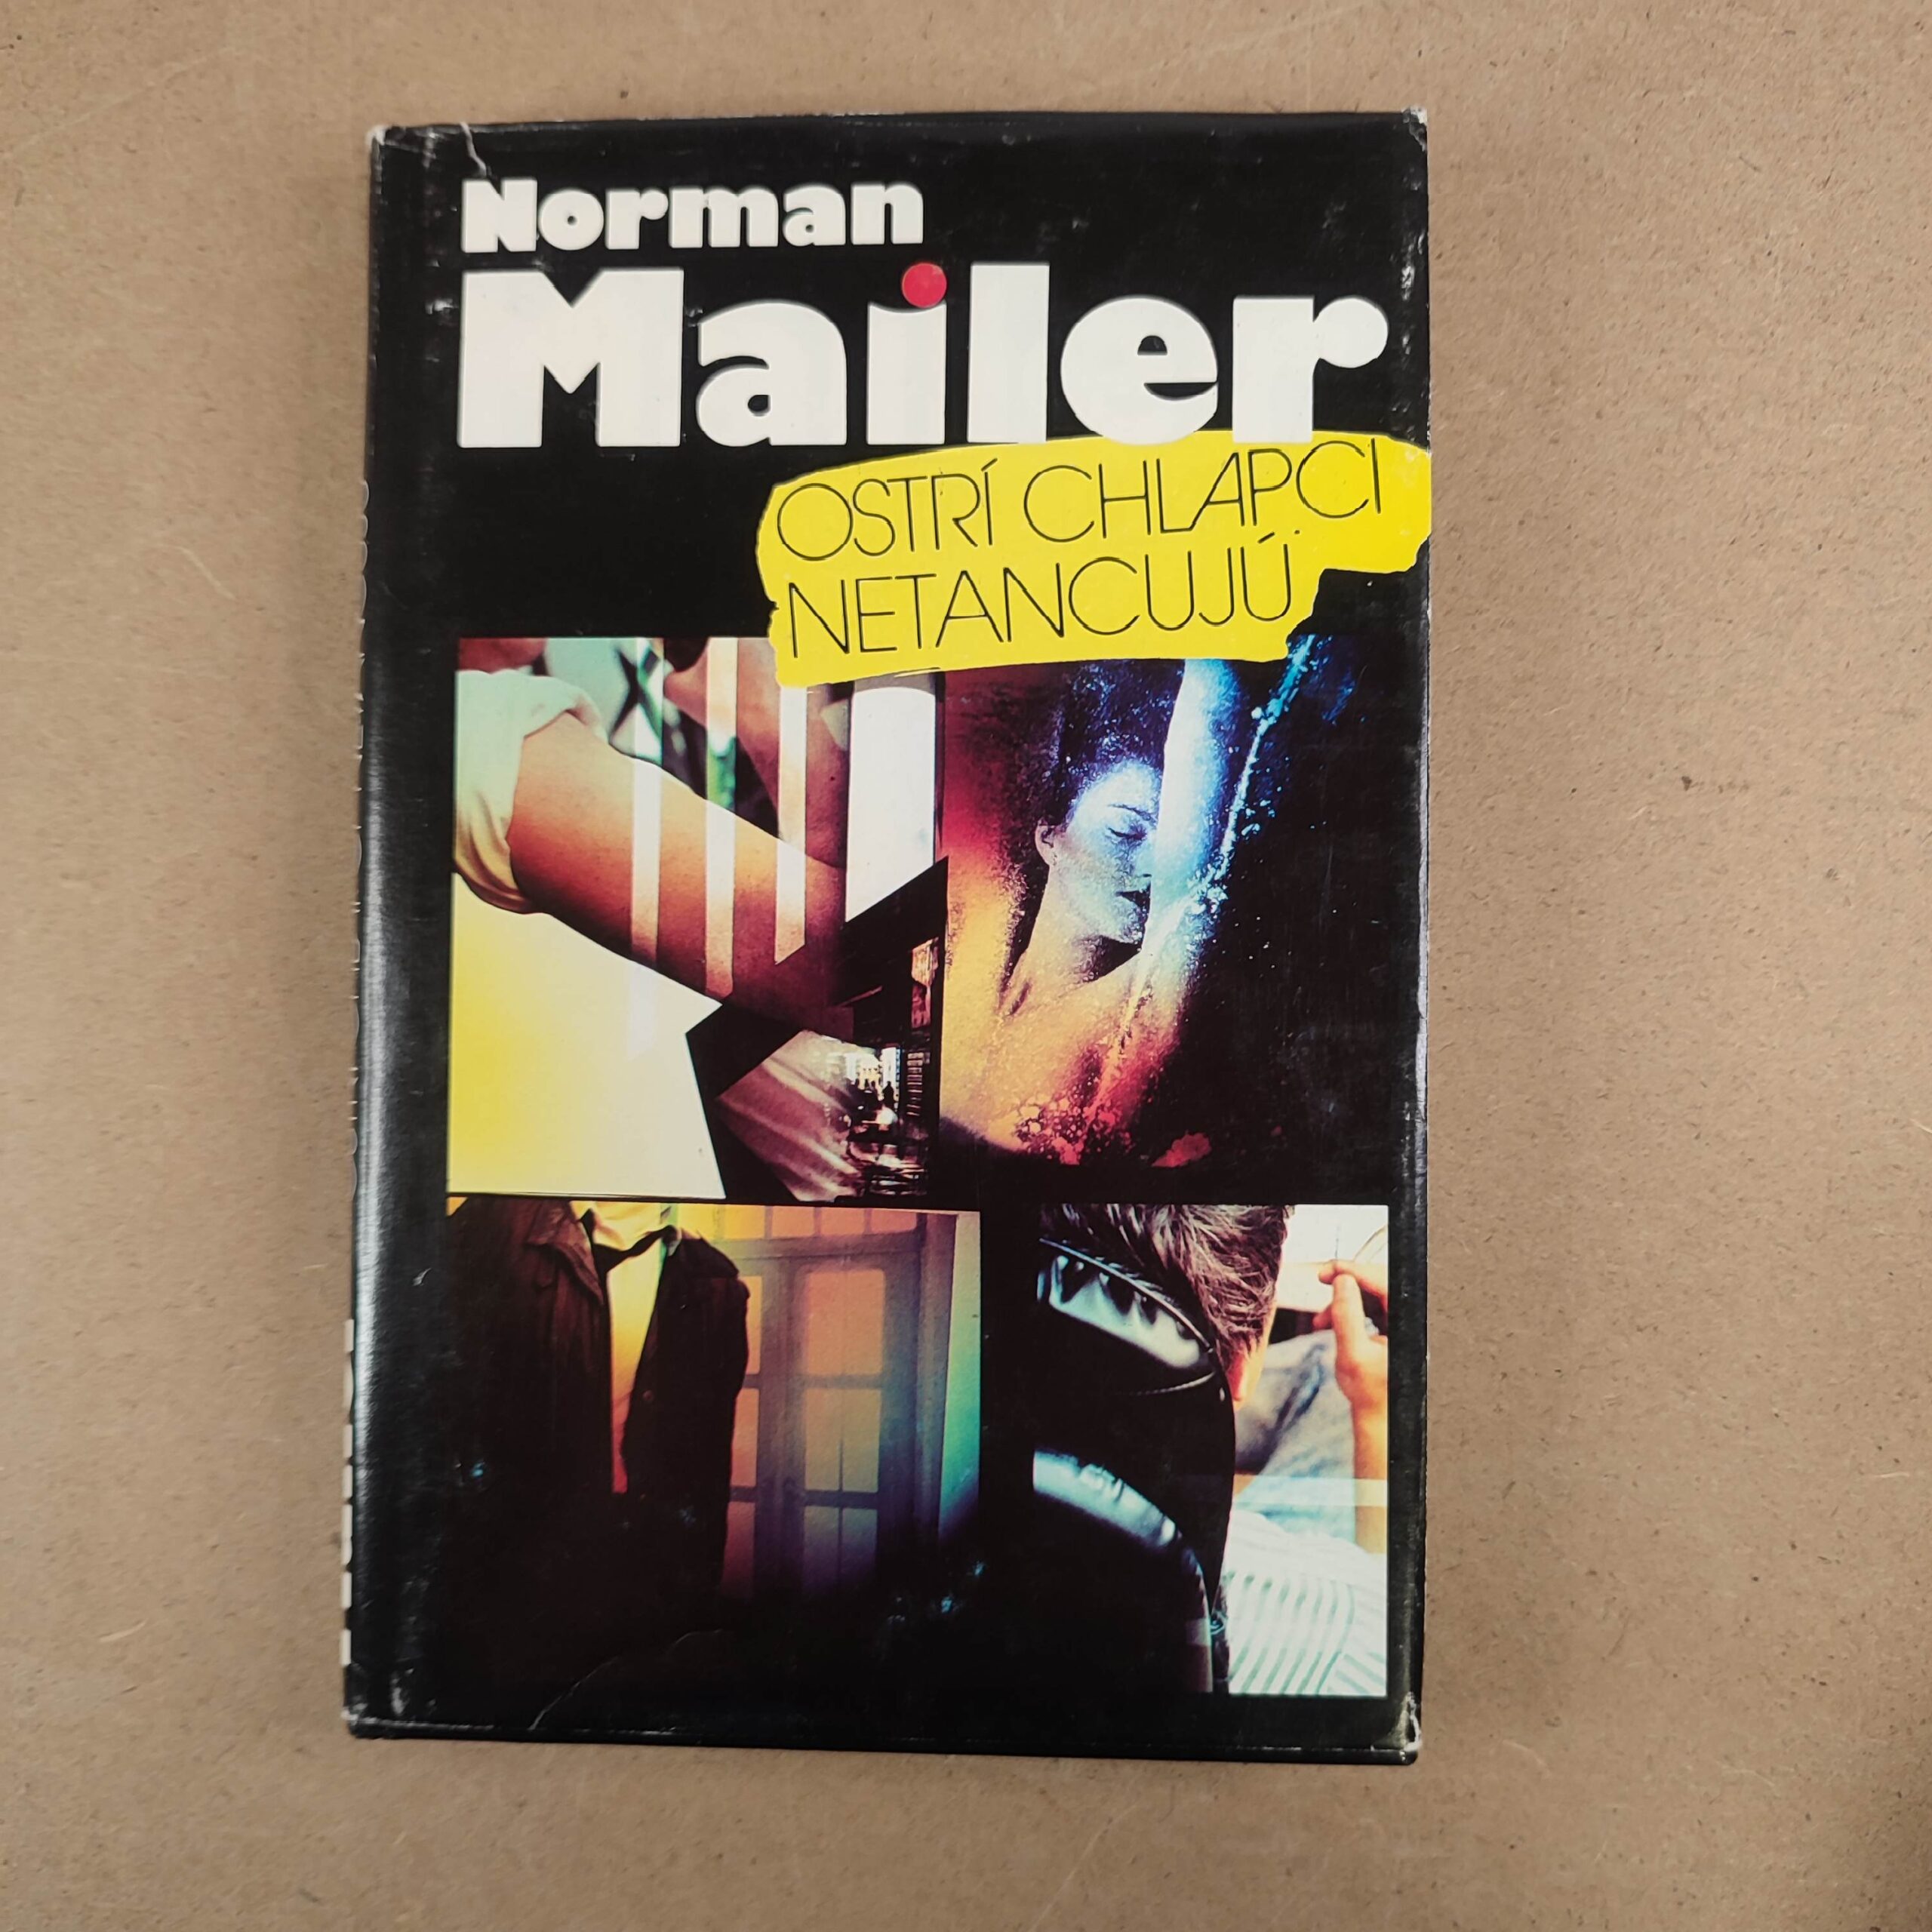 Norman
Mailer
OSTRÍ CHLAPCI
NETANCUJÚ